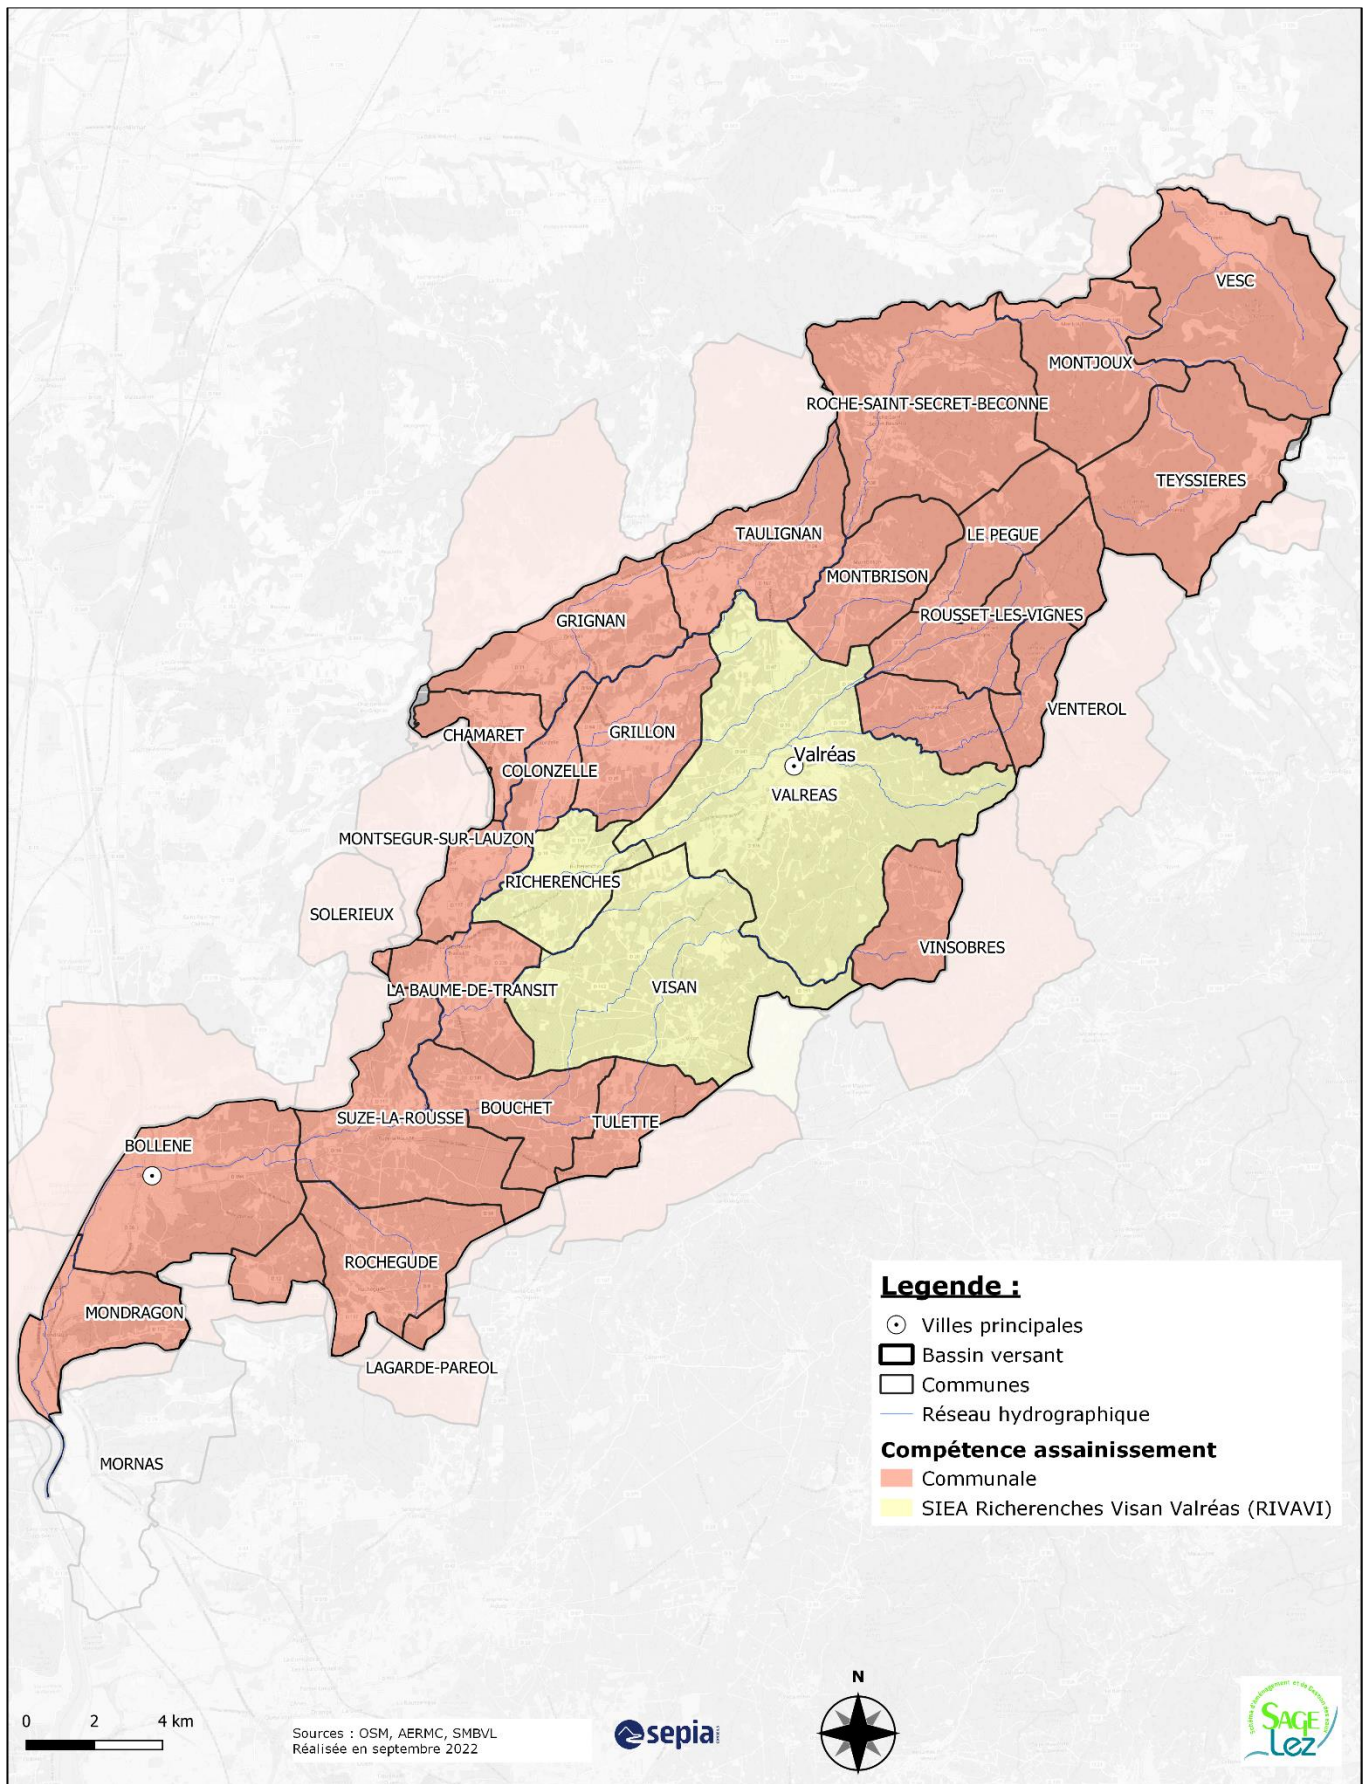 VESC
MONTJOUX
ROCHE-SAINT-SECRET-BECONNE
TEYSSIERES
TAULIGNAN
LE PEGUE
MONTBRISON
GRIGNAN
ROUSSET-LES-VIGNES
VENTEROL
CHAMARET
GRILLON
Valréas
COLONZELLE
VALREAS
MONTSEGUR-SUR-LAUZON
RICHERENCHES
SOLERIEUX
VINSOBRES
LA BAUME-DE-TRANSIT
VISAN
BOUCHET
SUZE-LA-ROUSSE
TULETTE
BOLLENE
ROCHEGUDE
MONDRAGON
LAGARDE-PAREOL
MORNAS
Legende :
Villes principales
Bassin versant
Communes
Réseau hydrographique
Compétence assainissement
Communale
SIEA Richerenches Visan Valréas (RIVAVI)
0 2 4 km
Sources : OSM, AERMC, SMBVL
Réalisée en septembre 2022
sepia
N
SAGE
Lez